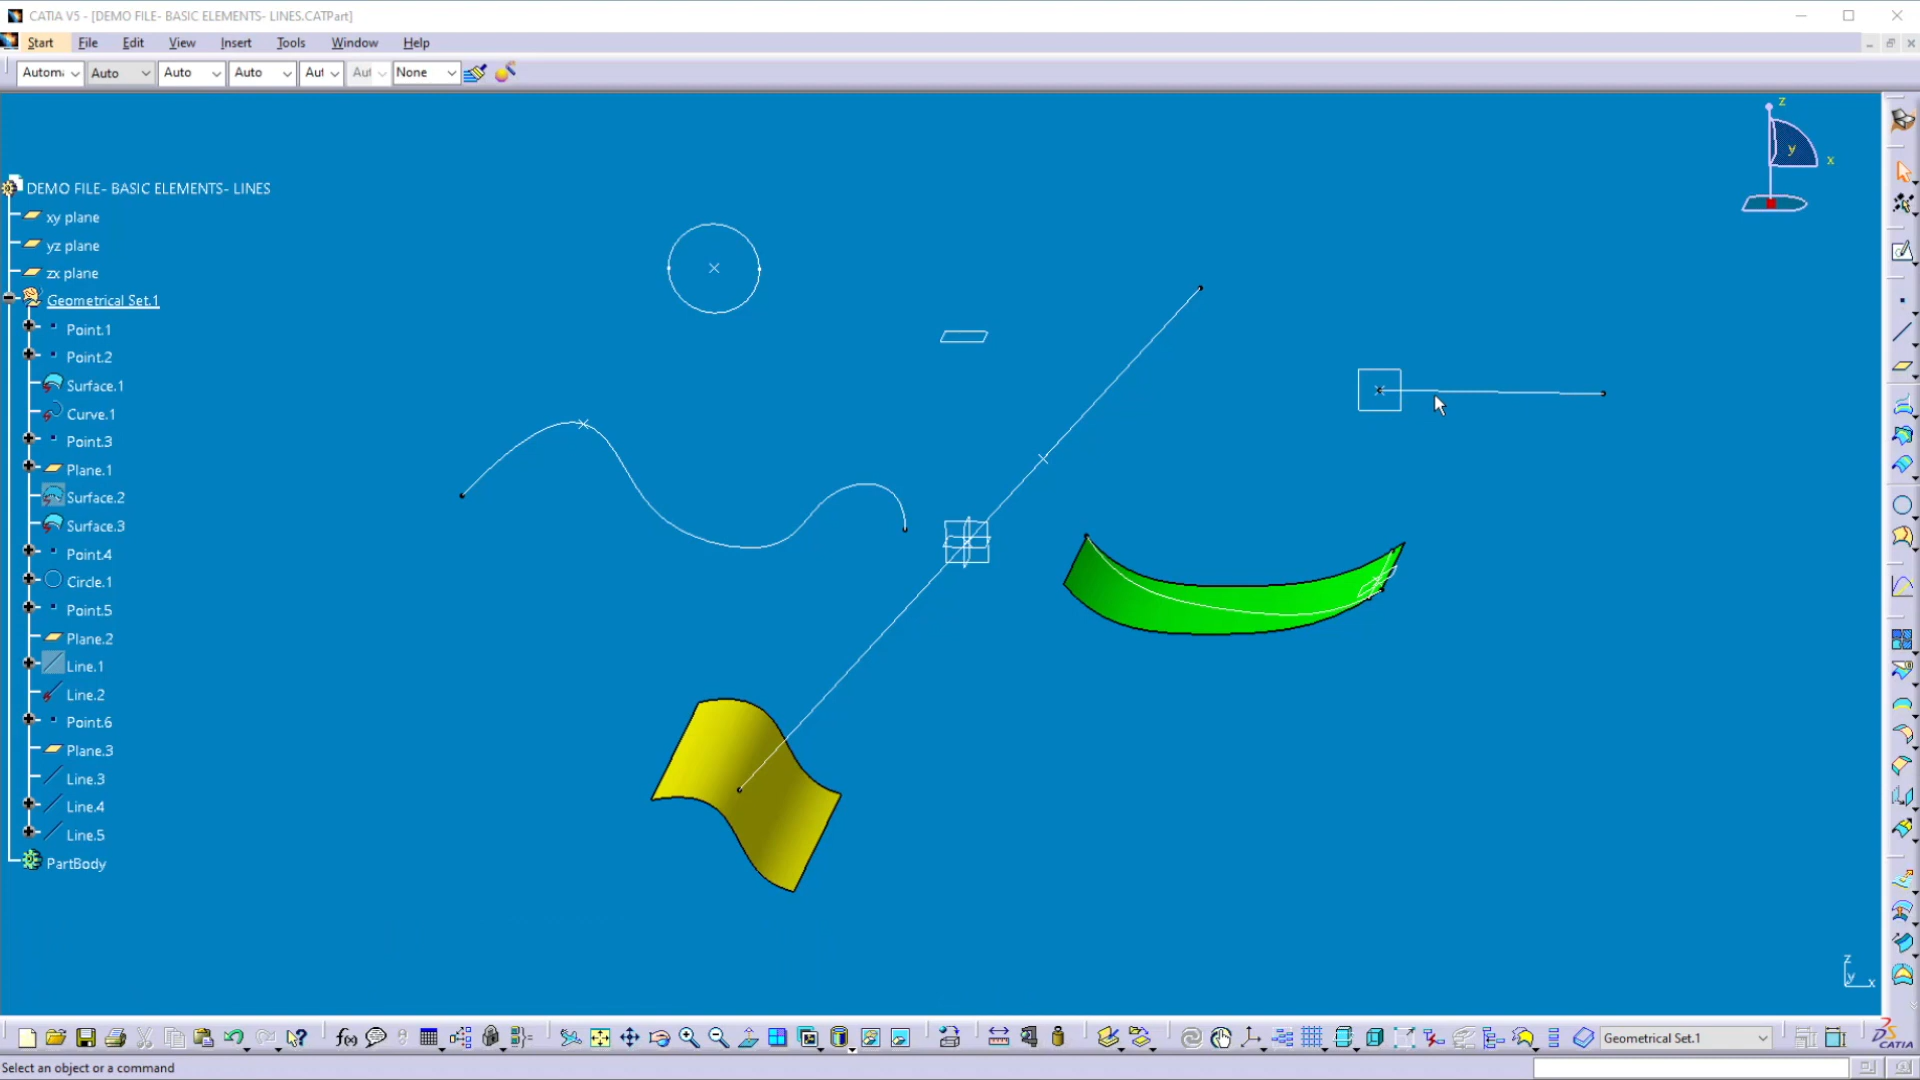 CATIA V5 - [DEMO FILE- BASIC ELEMENTS- LINES.CATPart]
Start File Edit View Insert Tools Window Help
Autom Auto Auto Auto Aut Aut None
z
y
x
DEMO FILE- BASIC ELEMENTS- LINES
xy plane
yz plane
zx plane
Geometrical Set.1
Point.1
Point.2
Surface.1
Curve.1
Point.3
Plane.1
Surface.2
Surface.3
Point.4
Circle.1
Point.5
Plane.2
Line.1
Line.2
Point.6
Plane.3
Line.3
Line.4
Line.5
PartBody
z
y x
f(x) Geometrical Set.1
CATIA
Select an object or a command